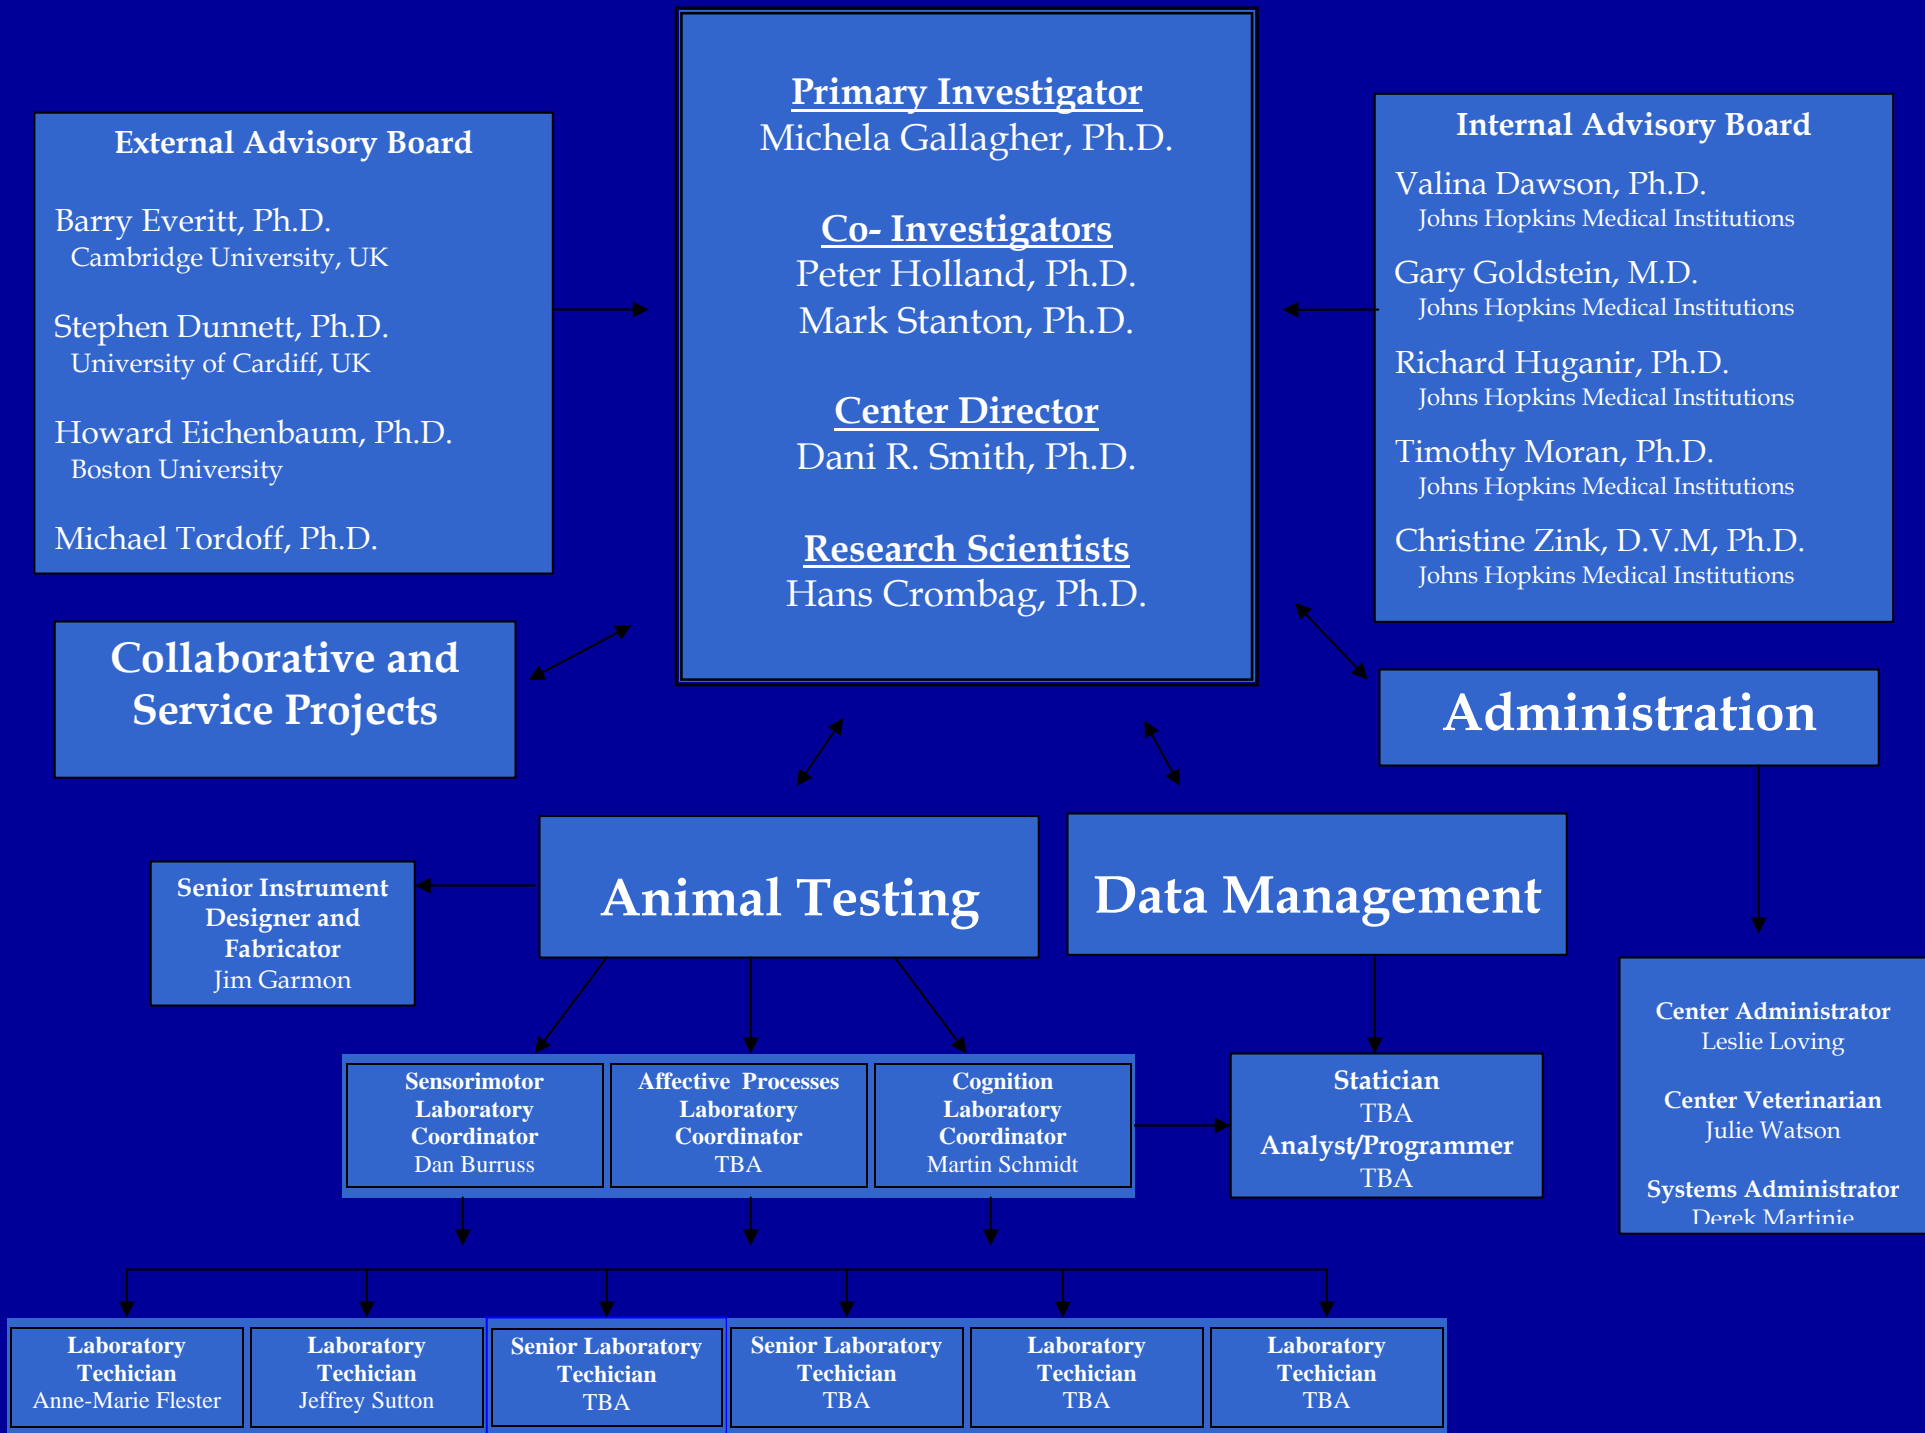 Primary Investigator
Michela Gallagher, Ph.D.
Co- Investigators
Peter Holland, Ph.D.
Mark Stanton, Ph.D.
Center Director
Dani R. Smith, Ph.D.
Research Scientists
Hans Crombag, Ph.D.
External Advisory Board
Barry Everitt, Ph.D.
Cambridge University, UK
Stephen Dunnett, Ph.D.
University of Cardiff, UK
Howard Eichenbaum, Ph.D.
Boston University
Michael Tordoff, Ph.D.
Internal Advisory Board
Valina Dawson, Ph.D.
Johns Hopkins Medical Institutions
Gary Goldstein, M.D.
Johns Hopkins Medical Institutions
Richard Huganir, Ph.D.
Johns Hopkins Medical Institutions
Timothy Moran, Ph.D.
Johns Hopkins Medical Institutions
Christine Zink, D.V.M, Ph.D.
Johns Hopkins Medical Institutions
Collaborative and
Service Projects
Administration
Animal Testing
Data Management
Senior Instrument
Designer and
Fabricator
Jim Garmon
Center Administrator
Leslie Loving
Center Veterinarian
Julie Watson
Systems Administrator
Derek Martinie
Sensorimotor
Laboratory
Coordinator
Dan Burruss
Affective Processes
Laboratory
Coordinator
TBA
Cognition
Laboratory
Coordinator
Martin Schmidt
Statician
TBA
Analyst/Programmer
TBA
Laboratory
Techician
Anne-Marie Flester
Laboratory
Techician
Jeffrey Sutton
Senior Laboratory
Techician
TBA
Senior Laboratory
Techician
TBA
Laboratory
Techician
TBA
Laboratory
Techician
TBA